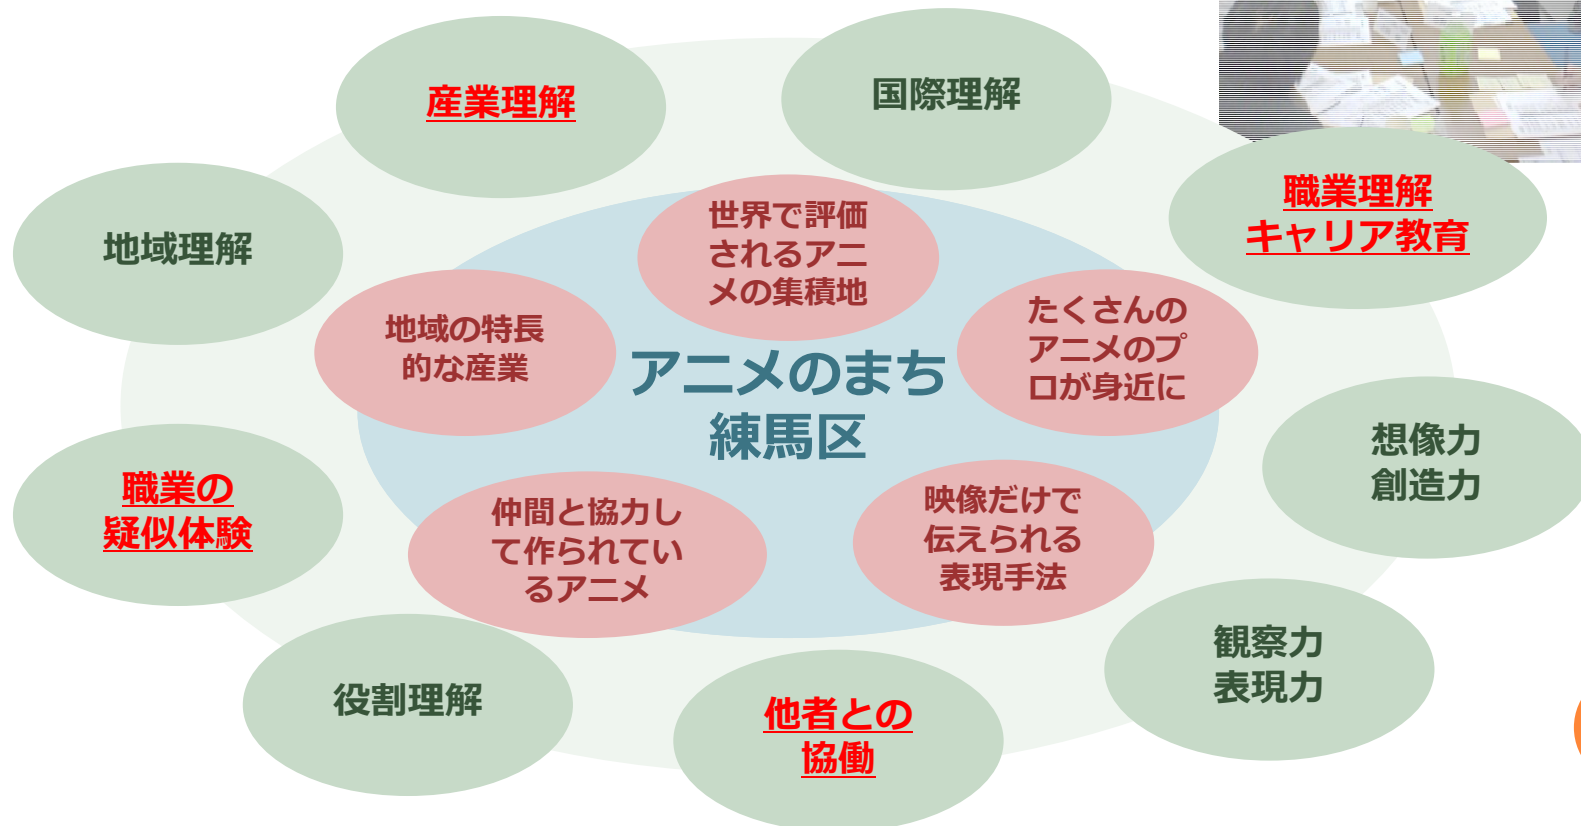 産業理解
国際理解
職業理解
キャリア教育
地域理解
世界で評価
されるアニ
メの集積地
地域の特長
的な産業
たくさんの
アニメのプ
ロが身近に
アニメのまち
練馬区
想像力
創造力
職業の
疑似体験
仲間と協力し
て作られてい
るアニメ
映像だけで
伝えられる
表現手法
観察力
表現力
役割理解
他者との
協働